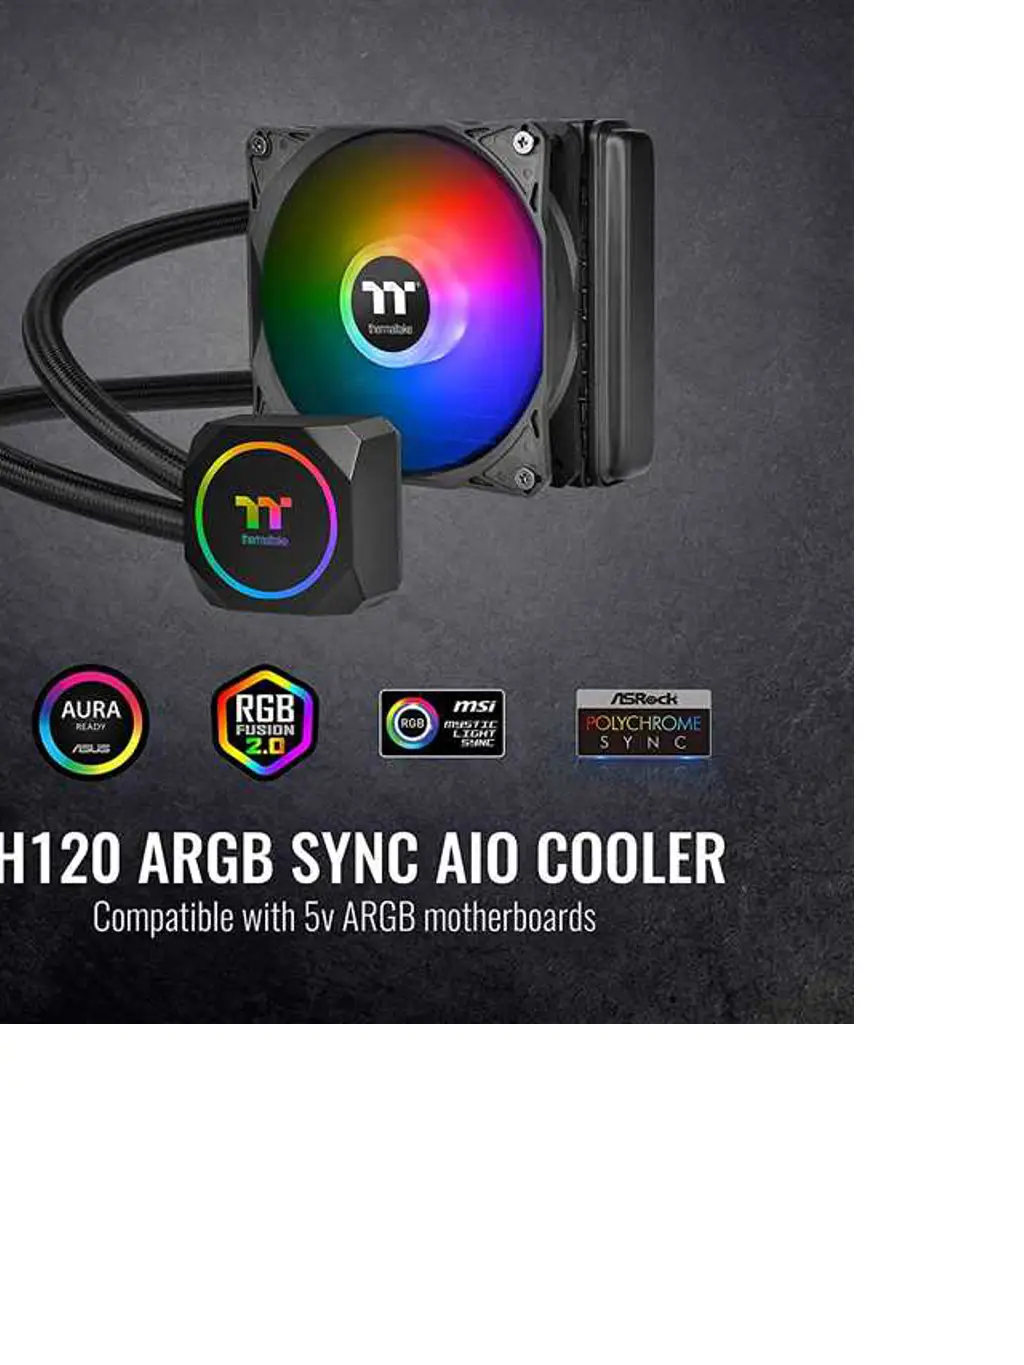 thermaltake
thermaltake
AURA
READY
ASUS
RGB
FUSION
2.0
RGB
msi
MYSTIC
LIGHT
SYNC
ASRock
POLYCHROME
SYNC
H120 ARGB SYNC AIO COOLER
Compatible with 5v ARGB motherboards